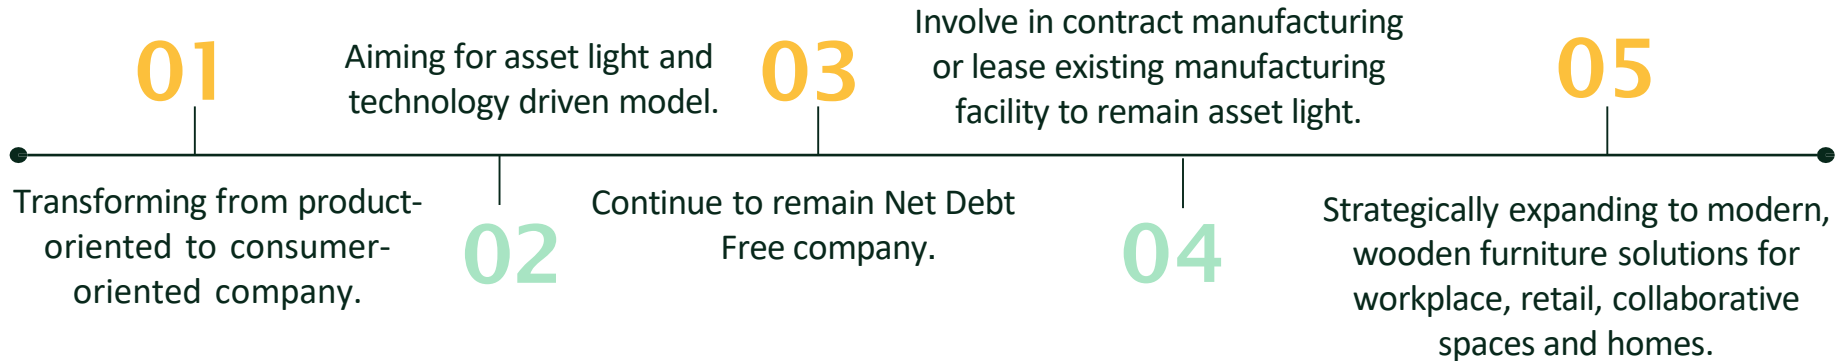 01
Transforming from product-
oriented to consumer-
oriented company.
Aiming for asset light and
technology driven model.
02
03
Continue to remain Net Debt
Free company.
Involve in contract manufacturing
or lease existing manufacturing
facility to remain asset light.
04
05
Strategically expanding to modern,
wooden furniture solutions for
workplace, retail, collaborative
spaces and homes.